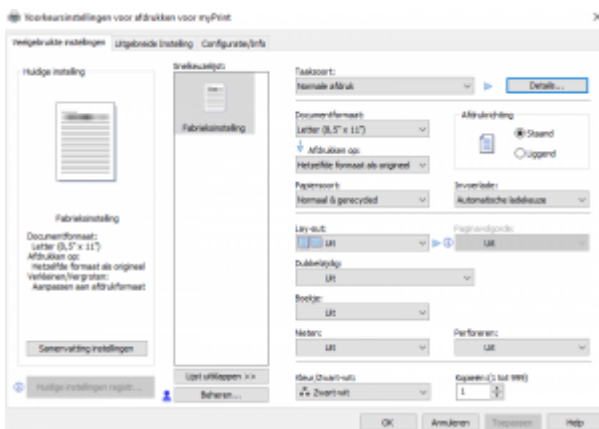 Voorkeursinstellingen voor afdrukken voor myPrint
Veelgebruikte instellingen
Uitgebreide Instelling
Configuratie/Info
Huidige instelling
Snelkeuzelijst:
Fabrieksinstelling
Fabrieksinstelling
Documentformaat:
Letter (8,5" x 11")
Afdrukken op:
Hetzelfde formaat als origineel
Verkleinen/Vergroten:
Aanpassen aan afdrukformaat
Samenvatting instellingen
Huidige instellingen registr...
Lijst uitklappen >>
Beheren...
Taaksoort:
Normale afdruk
Details...
Documentformaat:
Letter (8,5" x 11")
Afdrukken op:
Hetzelfde formaat als origineel
Afdrukrichting
Staand
Liggend
Papiersoort:
Normaal & gerecycled
Invoerlade:
Automatische ladekeuze
Lay-out:
Uit
Paginavolgorde:
Uit
Dubbelzijdig:
Uit
Boekje:
Uit
Nieten:
Uit
Perforeren:
Uit
Kleur/Zwart-wit:
Zwart-wit
Kopieën:(1 tot 999)
1
OK
Annuleren
Toepassen
Help